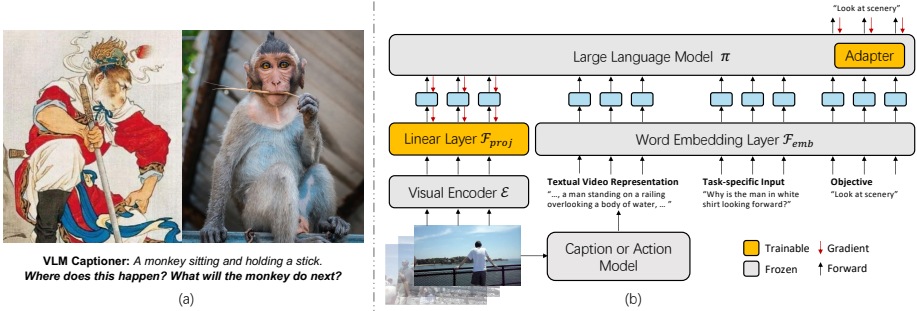 VLM Captioner: A monkey sitting and holding a stick.
Where does this happen? What will the monkey do next?
(a)
"Look at scenery"
Large Language Model π
Adapter
Linear Layer ℱproj
Word Embedding Layer ℱemb
Visual Encoder ℰ
Textual Video Representation
"…, a man standing on a railing
overlooking a body of water, … "
Task-specific Input
"Why is the man in white
shirt looking forward?"
Objective
"Look at scenery"
Caption or Action
Model
Trainable
Gradient
Frozen
Forward
(b)